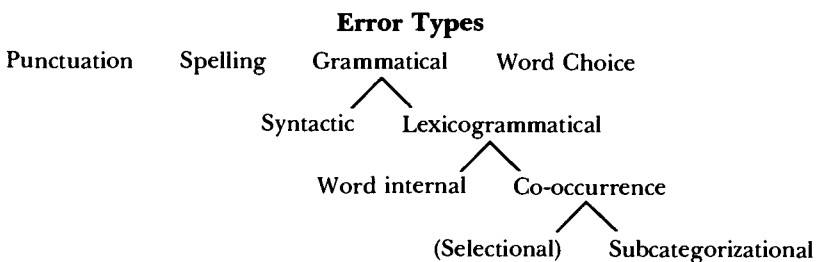 Error Types
Punctuation Spelling Grammatical Word Choice
Syntactic Lexicogrammatical
Word internal Co-occurrence
(Selectional) Subcategorizational